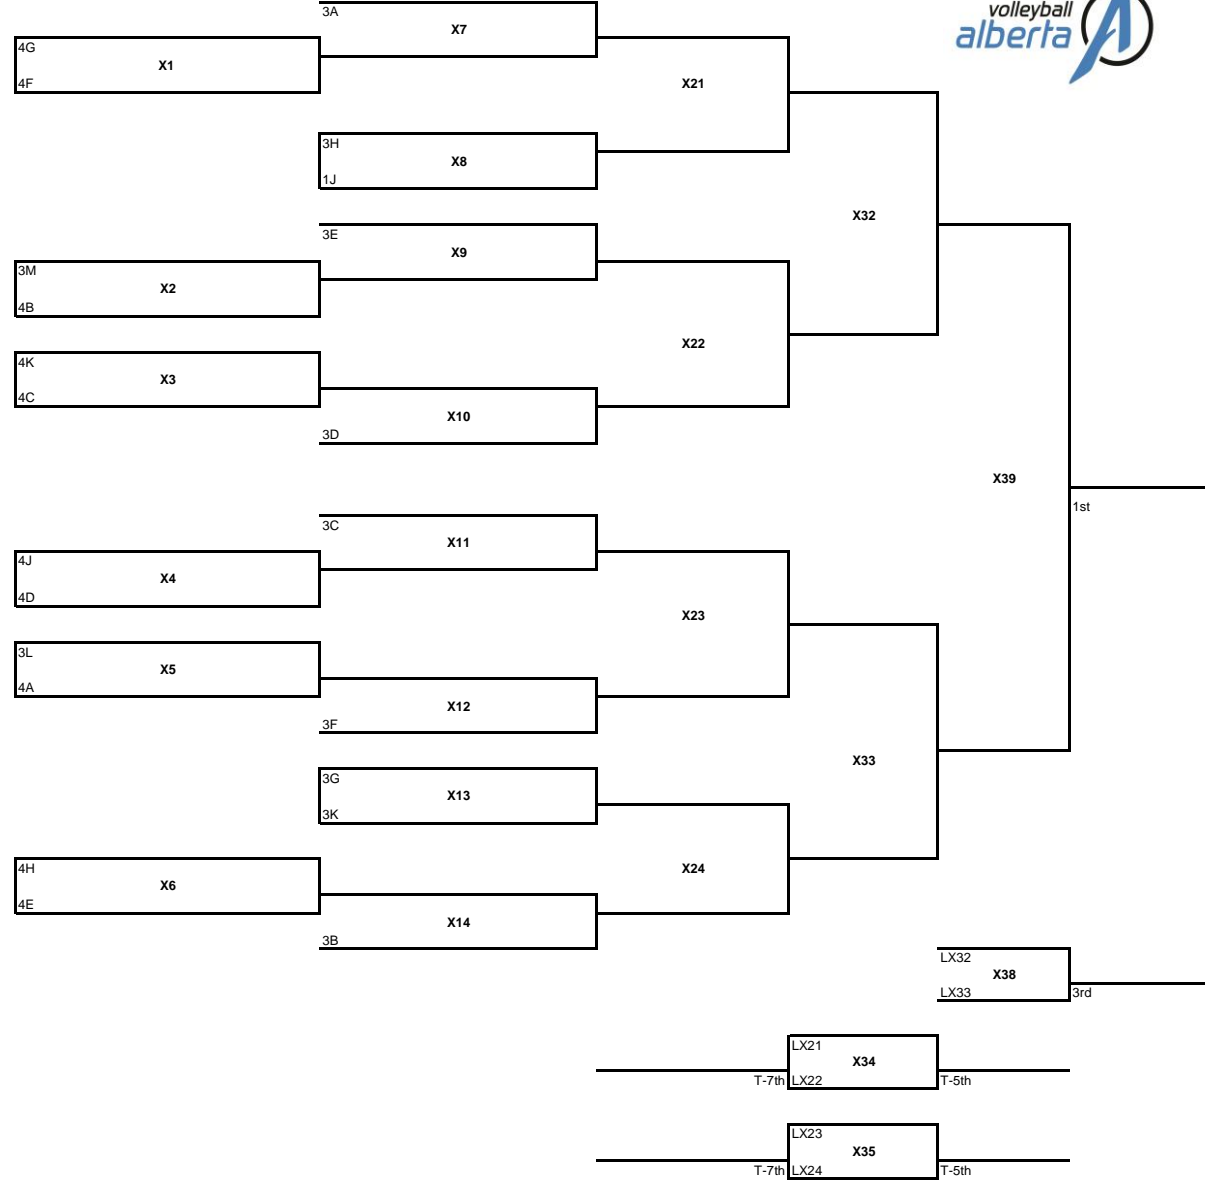 volleyball
alberta
3A
X7
4G
X1
4F
X21
3H
X8
1J
X32
3E
X9
3M
X2
4B
X22
4K
X3
4C
X10
3D
X39
1st
3C
X11
4J
X4
4D
X23
3L
X5
4A
X12
3F
X33
3G
X13
3K
X24
4H
X6
4E
X14
3B
LX32
X38
LX33
3rd
LX21
X34
T-7th LX22 T-5th
LX23
X35
T-7th LX24 T-5th